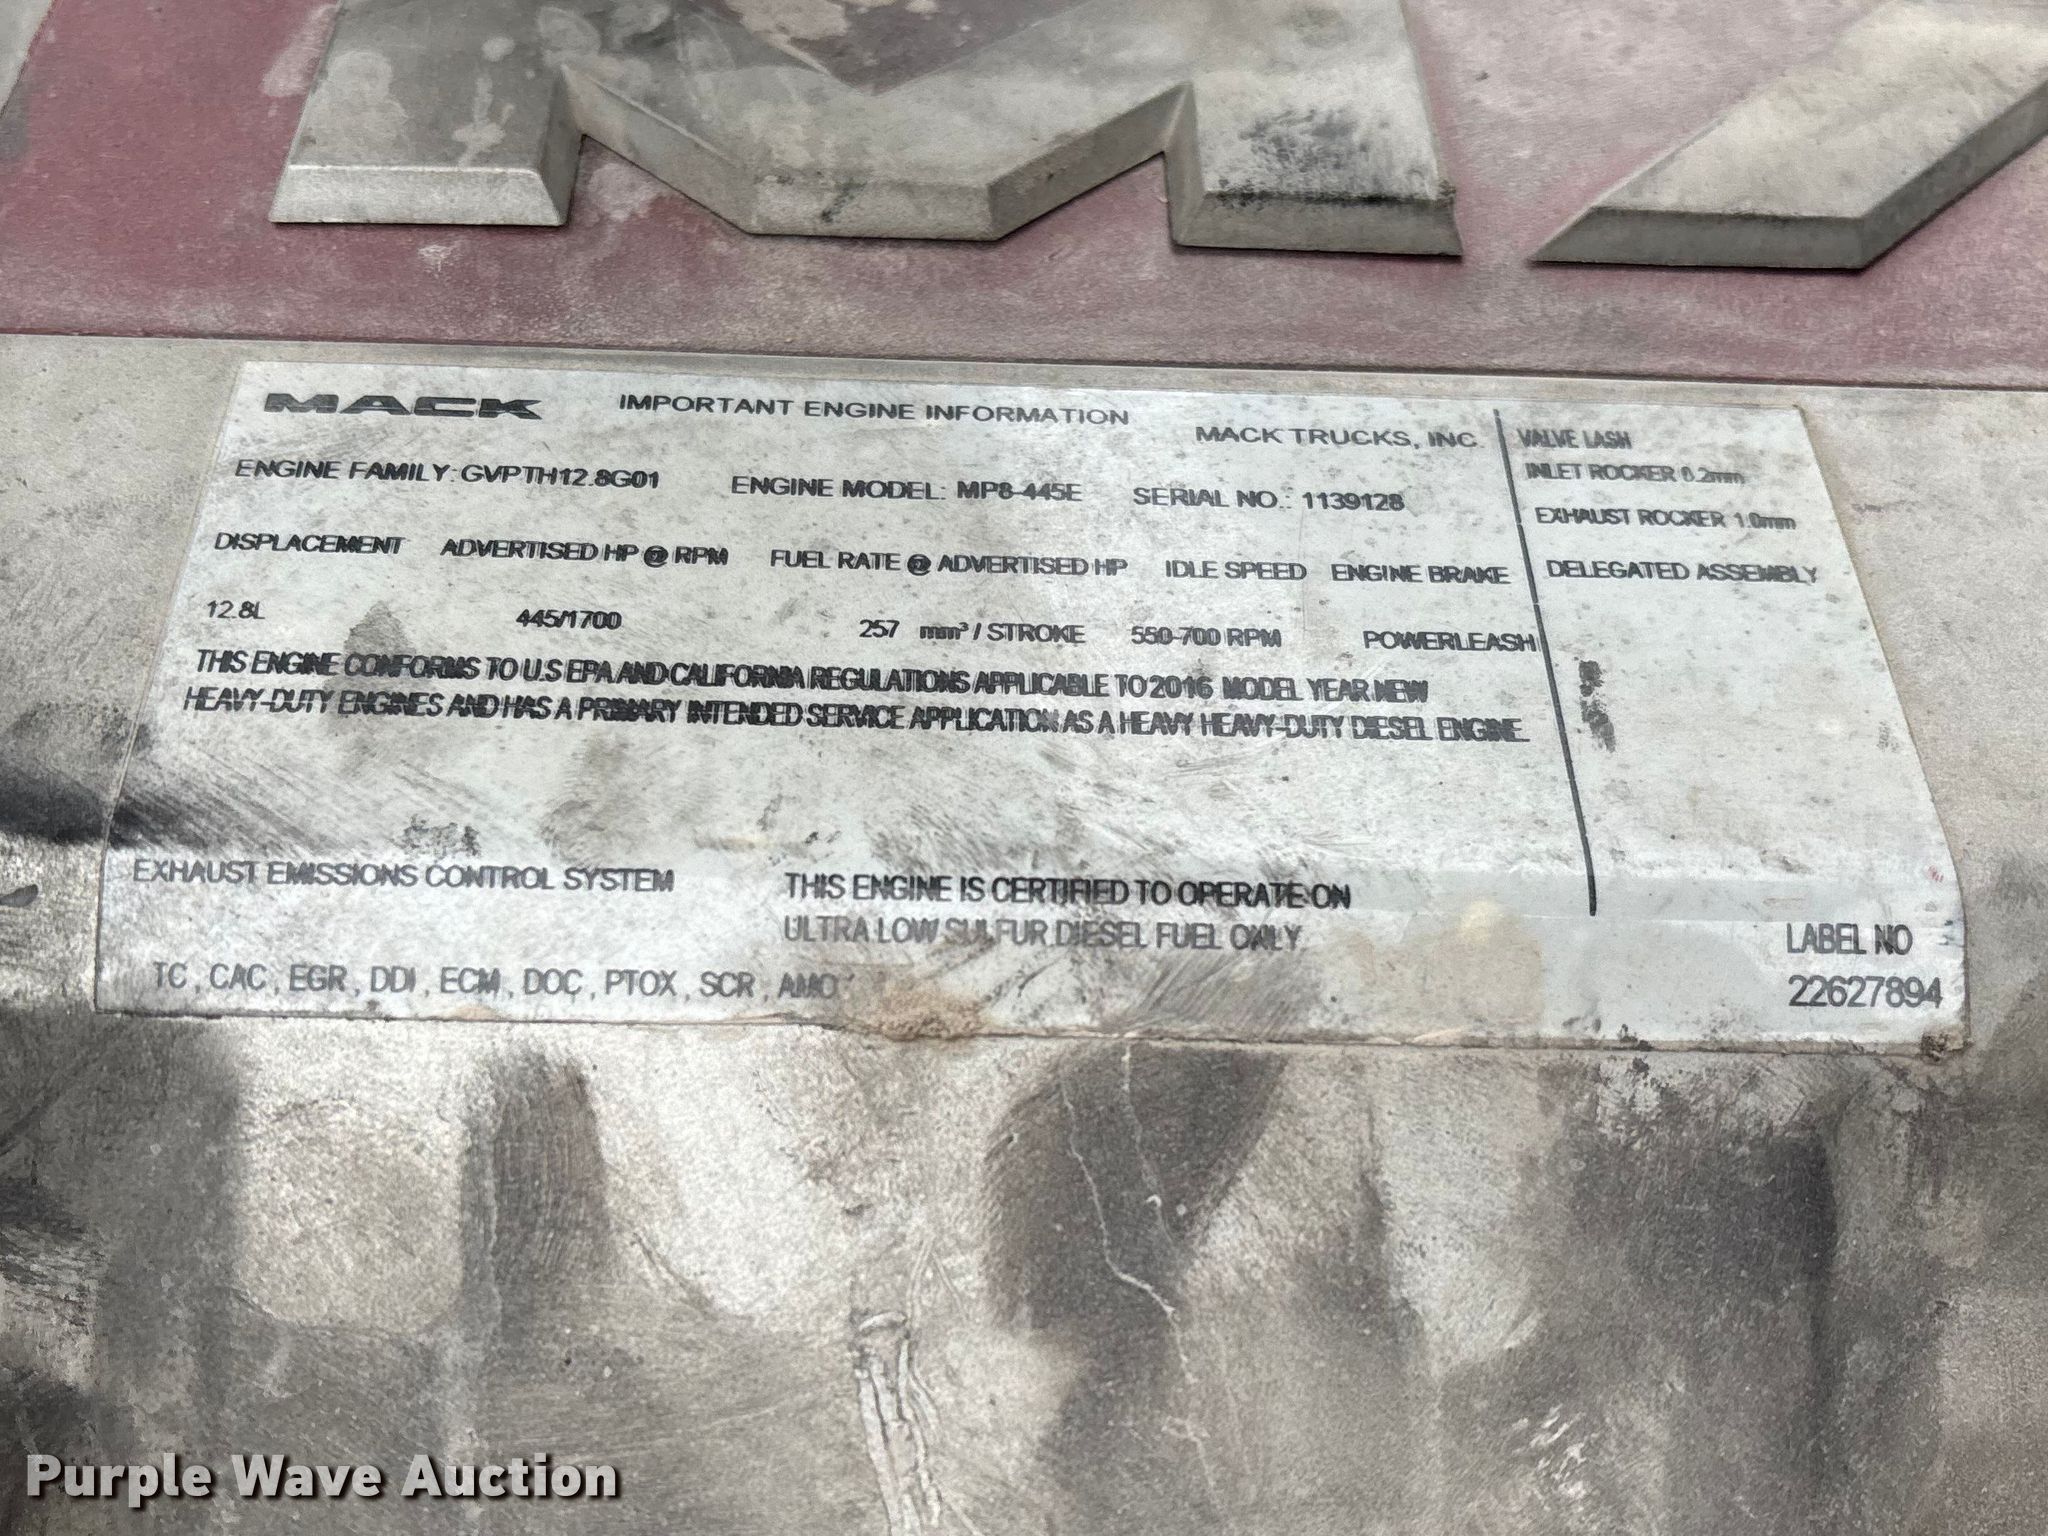 MACK IMPORTANT ENGINE INFORMATION MACK TRUCKS, INC.
ENGINE FAMILY: GVPTH12.8G01 ENGINE MODEL: MP8-445E SERIAL NO.: 1139128
DISPLACEMENT ADVERTISED HP @ RPM FUEL RATE @ ADVERTISED HP IDLE SPEED ENGINE BRAKE
12.8L 445/1700 257 mm³ / STROKE 550-700 RPM POWERLEASH
THIS ENGINE CONFORMS TO U.S EPA AND CALIFORNIA REGULATIONS APPLICABLE TO 2016 MODEL YEAR NEW
HEAVY-DUTY ENGINES AND HAS A PRIMARY INTENDED SERVICE APPLICATION AS A HEAVY HEAVY-DUTY DIESEL ENGINE.
VALVE LASH
INLET ROCKER 0.2mm
EXHAUST ROCKER 1.0mm
DELEGATED ASSEMBLY
EXHAUST EMISSIONS CONTROL SYSTEM
TC, CAC, EGR, DDI, ECM, DOC, PTOX, SCR, AMOX
THIS ENGINE IS CERTIFIED TO OPERATE ON
ULTRA LOW SULFUR DIESEL FUEL ONLY
LABEL NO
22627894
Purple Wave Auction